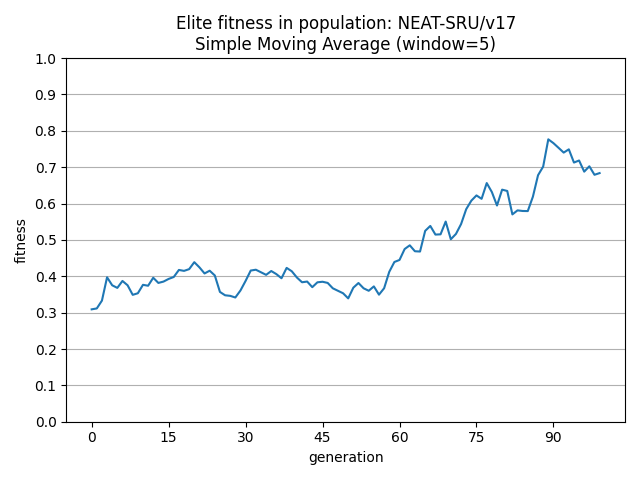 Elite fitness in population: NEAT-SRU/v17
Simple Moving Average (window=5)
1.0
0.9
0.8
0.7
0.6
0.5
0.4
0.3
0.2
0.1
0.0
fitness
0 15 30 45 60 75 90
generation